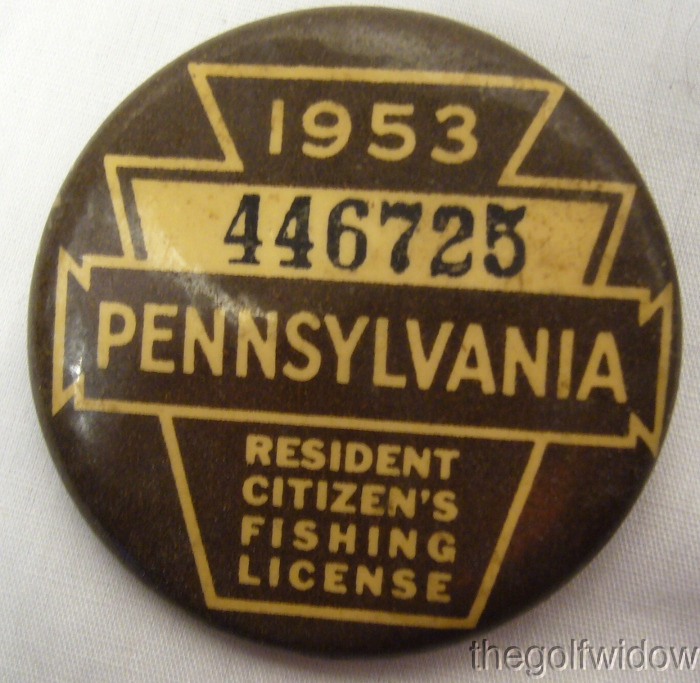 1953
446725
PENNSYLVANIA
RESIDENT
CITIZEN'S
FISHING
LICENSE
thegolfwidow